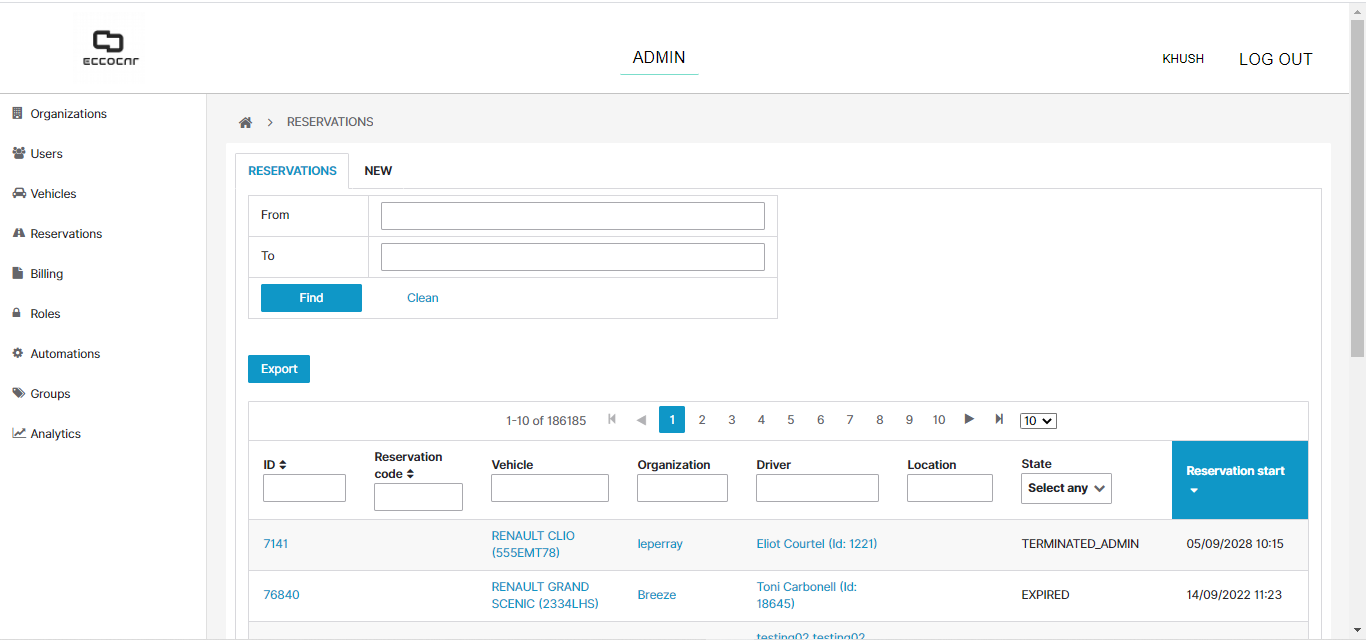 ECCOCAR
ADMIN
KHUSH
LOG OUT
Organizations
Users
Vehicles
Reservations
Billing
Roles
Automations
Groups
Analytics
RESERVATIONS
RESERVATIONS NEW
From
To
Find Clean
Export
1-10 of 186185 1 2 3 4 5 6 7 8 9 10 10
ID
Reservation
code
Vehicle
Organization
Driver
Location
State
Select any
Reservation start
7141
RENAULT CLIO
(555EMT78)
leperray
Eliot Courtel (Id: 1221)
TERMINATED_ADMIN
05/09/2028 10:15
76840
RENAULT GRAND
SCENIC (2334LHS)
Breeze
Toni Carbonell (Id:
18645)
EXPIRED
14/09/2022 11:23
testing02 testing02